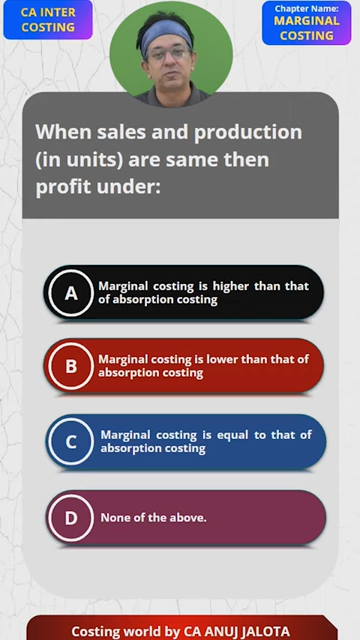 CA INTER
COSTING
Chapter Name:
MARGINAL
COSTING
When sales and production
(in units) are same then
profit under:
A
Marginal costing is higher than that
of absorption costing
B
Marginal costing is lower than that of
absorption costing
C
Marginal costing is equal to that of
absorption costing
D
None of the above.
Costing world by CA ANUJ JALOTA